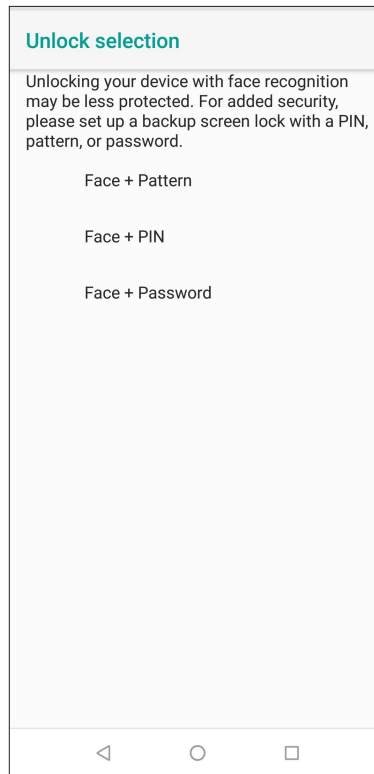 Unlock selection
Unlocking your device with face recognition
may be less protected. For added security,
please set up a backup screen lock with a PIN,
pattern, or password.
Face + Pattern
Face + PIN
Face + Password